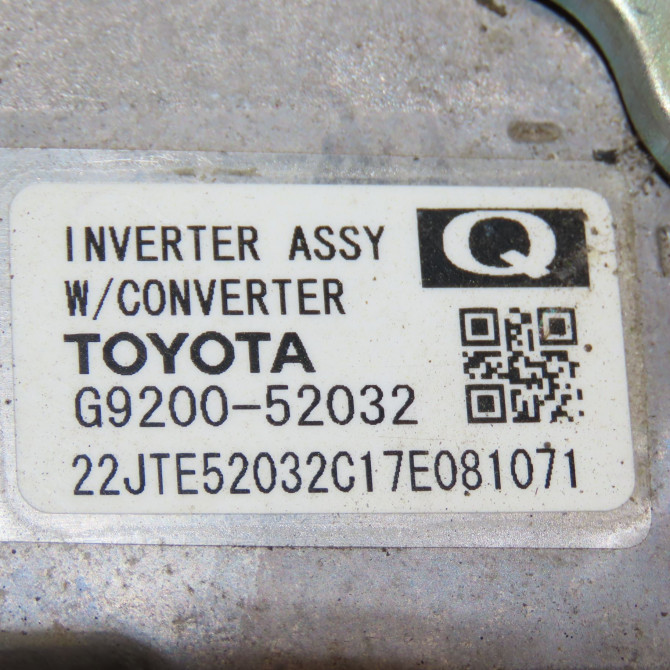 INVERTER ASSY
Q
W/CONVERTER
TOYOTA
G9200-52032
22JTE52032C17E081071